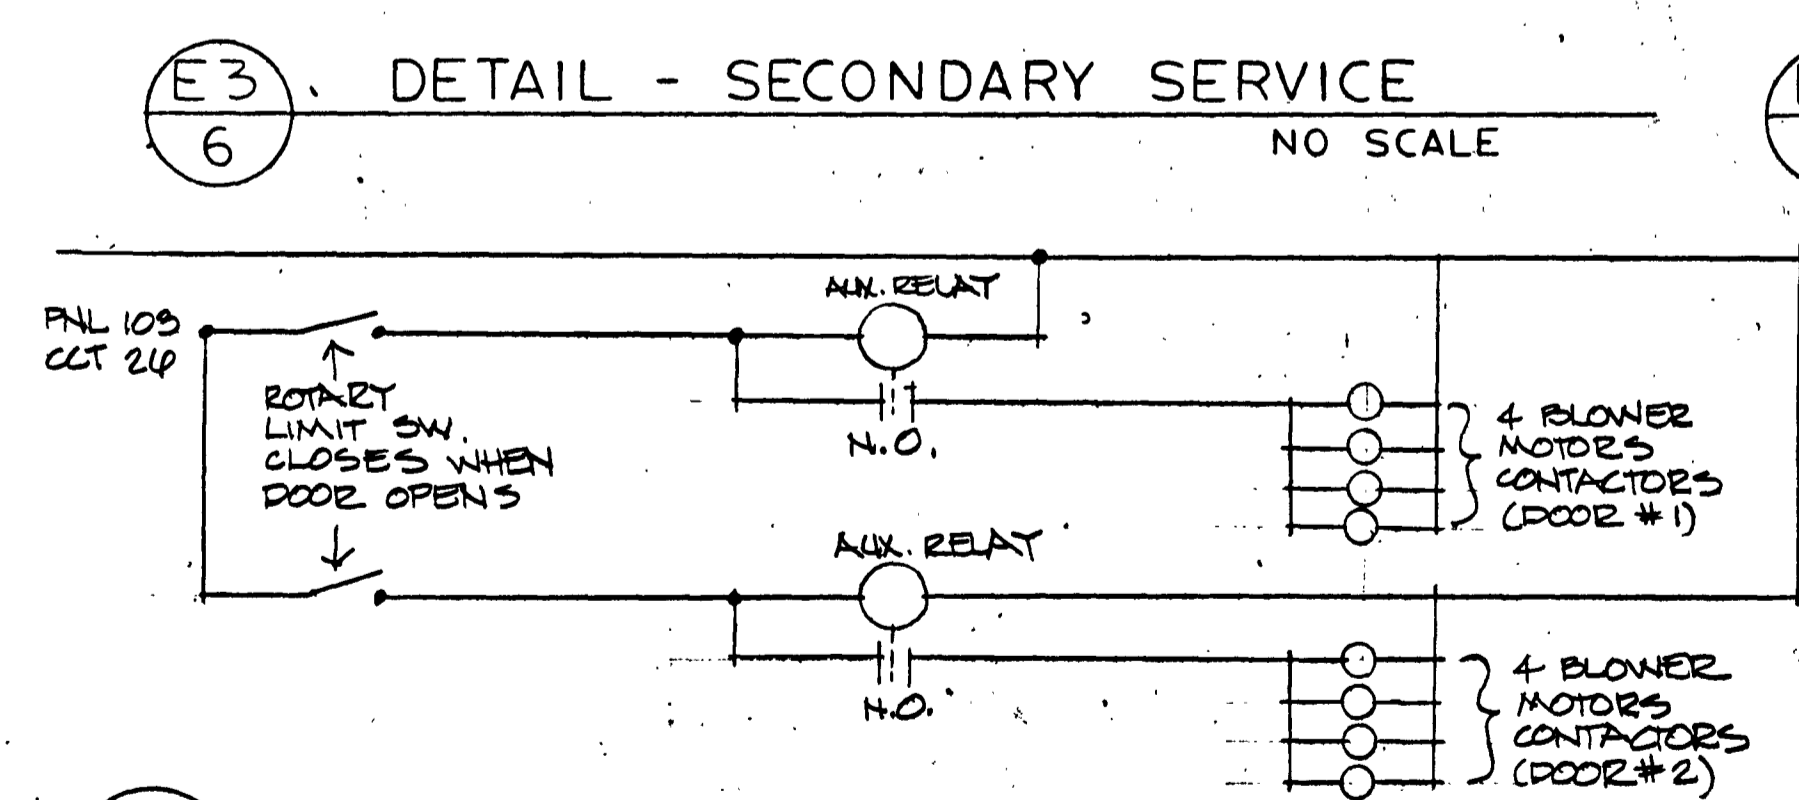 E3
6
DETAIL - SECONDARY SERVICE
NO SCALE
AUX. RELAY
PNL 103
CCT 26
ROTARY
LIMIT SW.
CLOSES WHEN
DOOR OPENS
N.O.
4 BLOWER
MOTORS
CONTACTORS
(DOOR #1)
AUX. RELAY
N.O.
4 BLOWER
MOTORS
CONTACTORS
(DOOR #2)